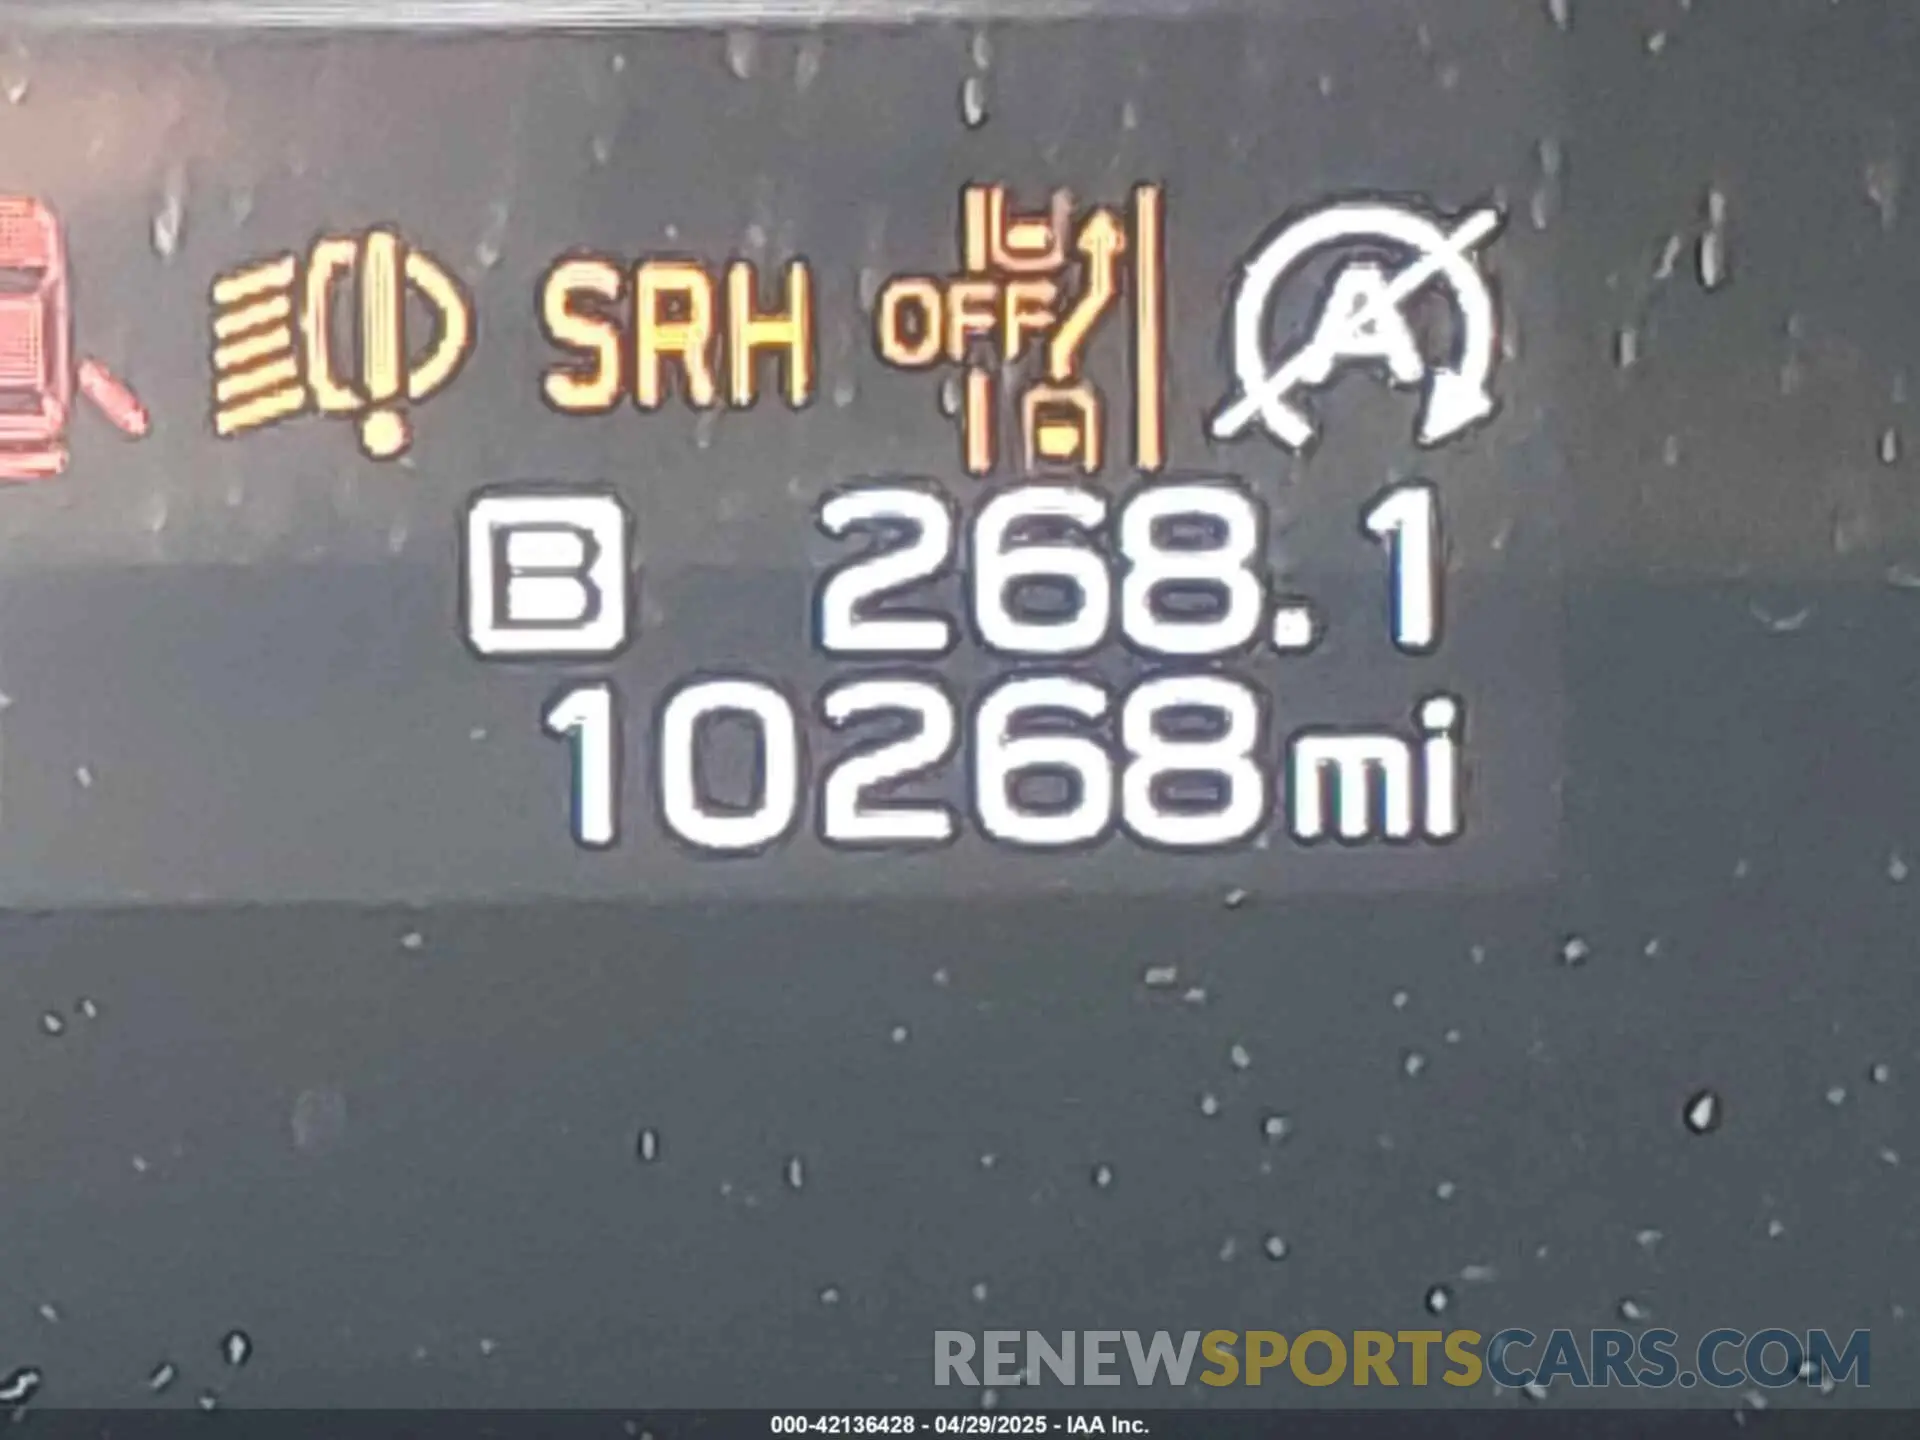 SRH OFF A
B 268.1
10268mi
RENEWSPORTSCARS.COM
000-42136428 - 04/29/2025 - IAA Inc.